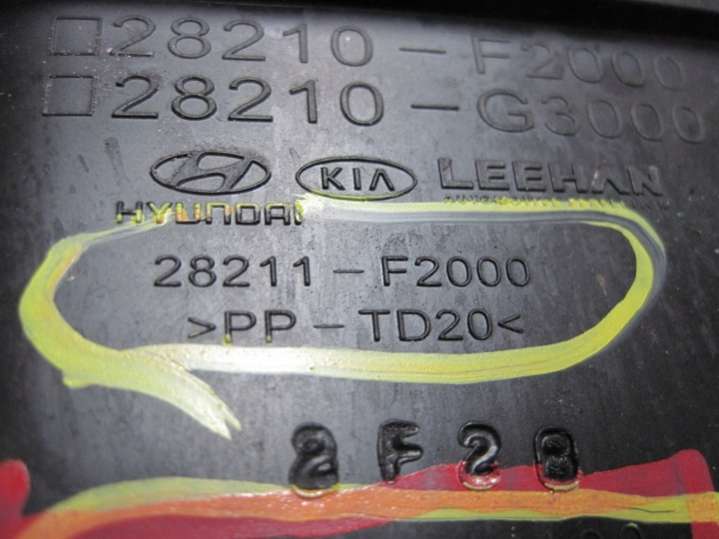 □28210-F2000
□28210-G3000
HYUNDAI KIA LEEHAN
28211-F2000
>PP-TD20<
2F28